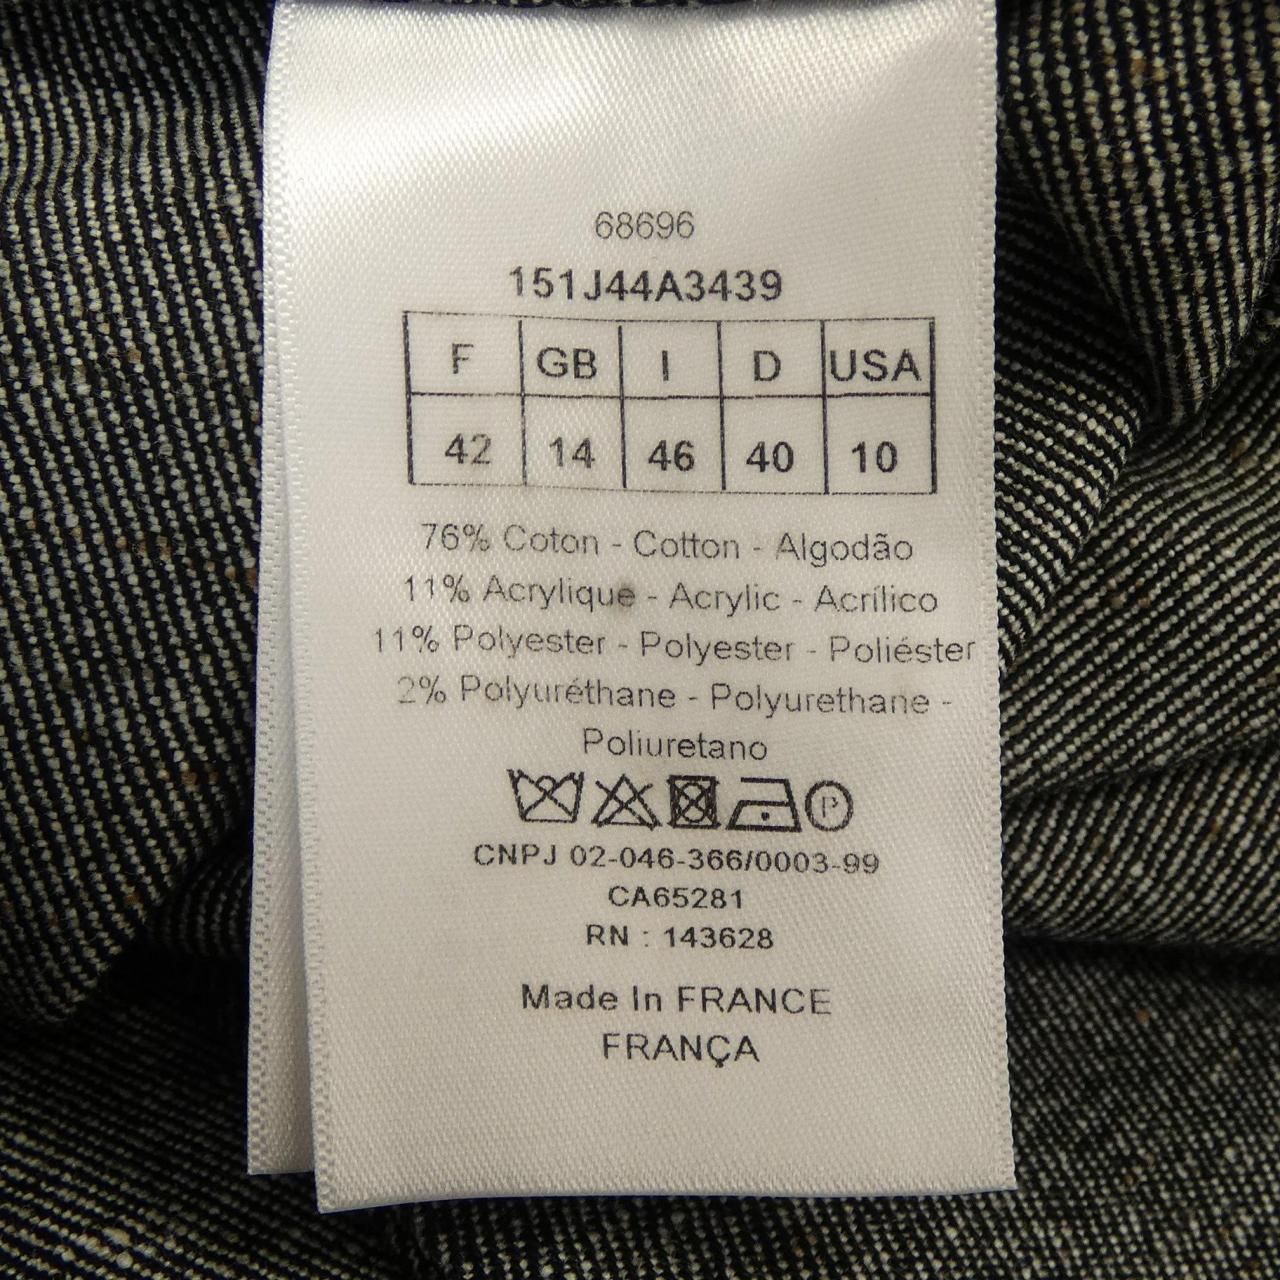 68696
151J44A3439
F GB I D USA
42 14 46 40 10
76% Coton - Cotton - Algodão
11% Acrylique - Acrylic - Acrílico
11% Polyester - Polyester - Poliéster
2% Polyuréthane - Polyurethane -
Poliuretano
P
CNPJ 02-046-366/0003-99
CA65281
RN : 143628
Made In FRANCE
FRANÇA